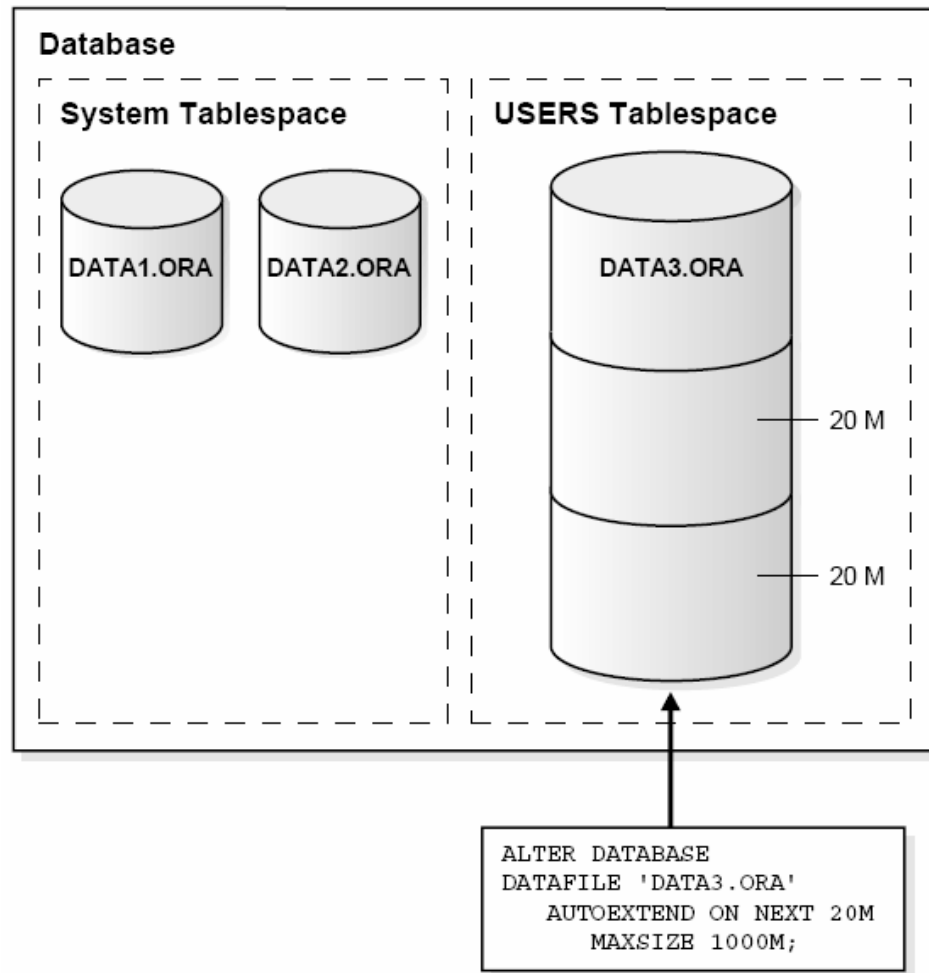 Database
System Tablespace
USERS Tablespace
DATA1.ORA
DATA2.ORA
DATA3.ORA
20 M
20 M
ALTER DATABASE
DATAFILE 'DATA3.ORA'
AUTOEXTEND ON NEXT 20M
MAXSIZE 1000M;